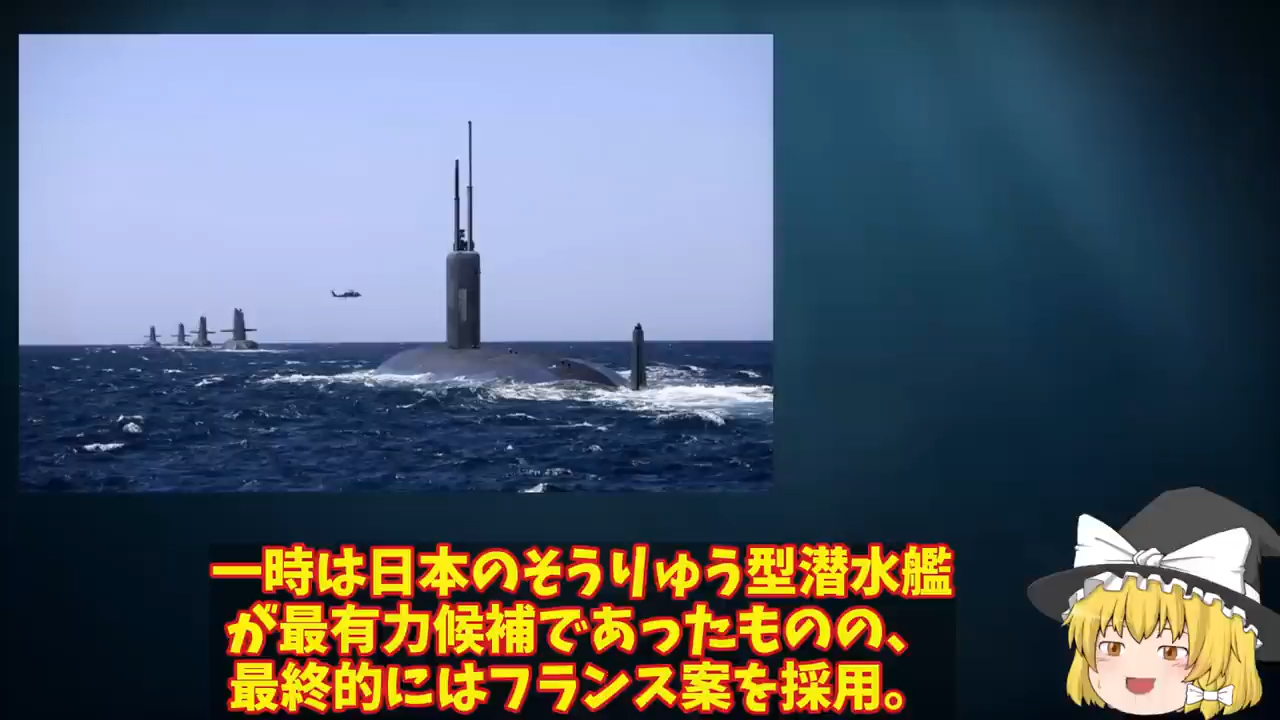 一時は日本のそうりゅう型潜水艦
が最有力候補であったものの、
最終的にはフランス案を採用。